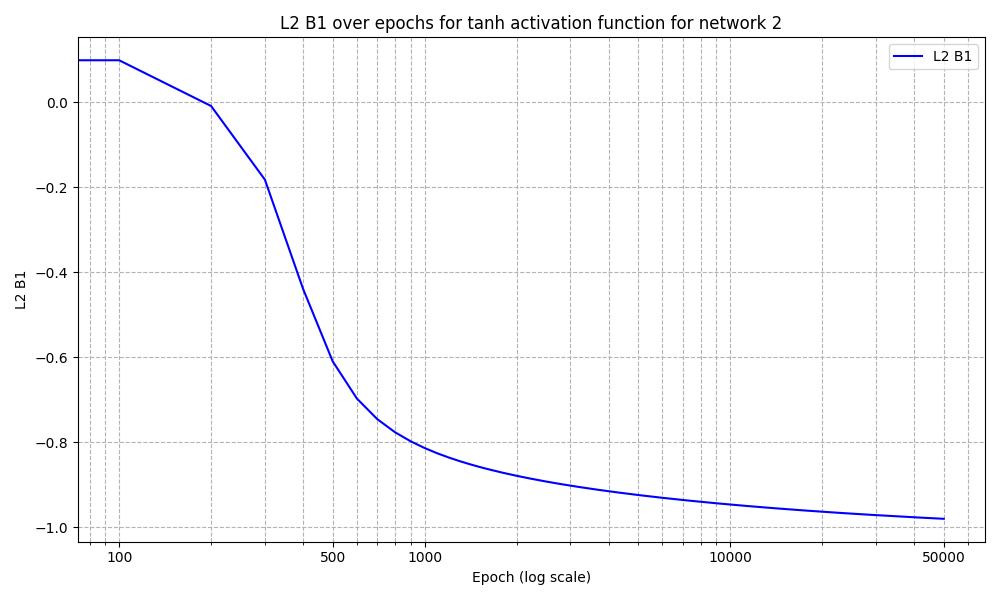 L2 B1 over epochs for tanh activation function for network 2
L2 B1
0.0
−0.2
−0.4
−0.6
−0.8
−1.0
L2 B1
100
500
1000
10000
50000
Epoch (log scale)